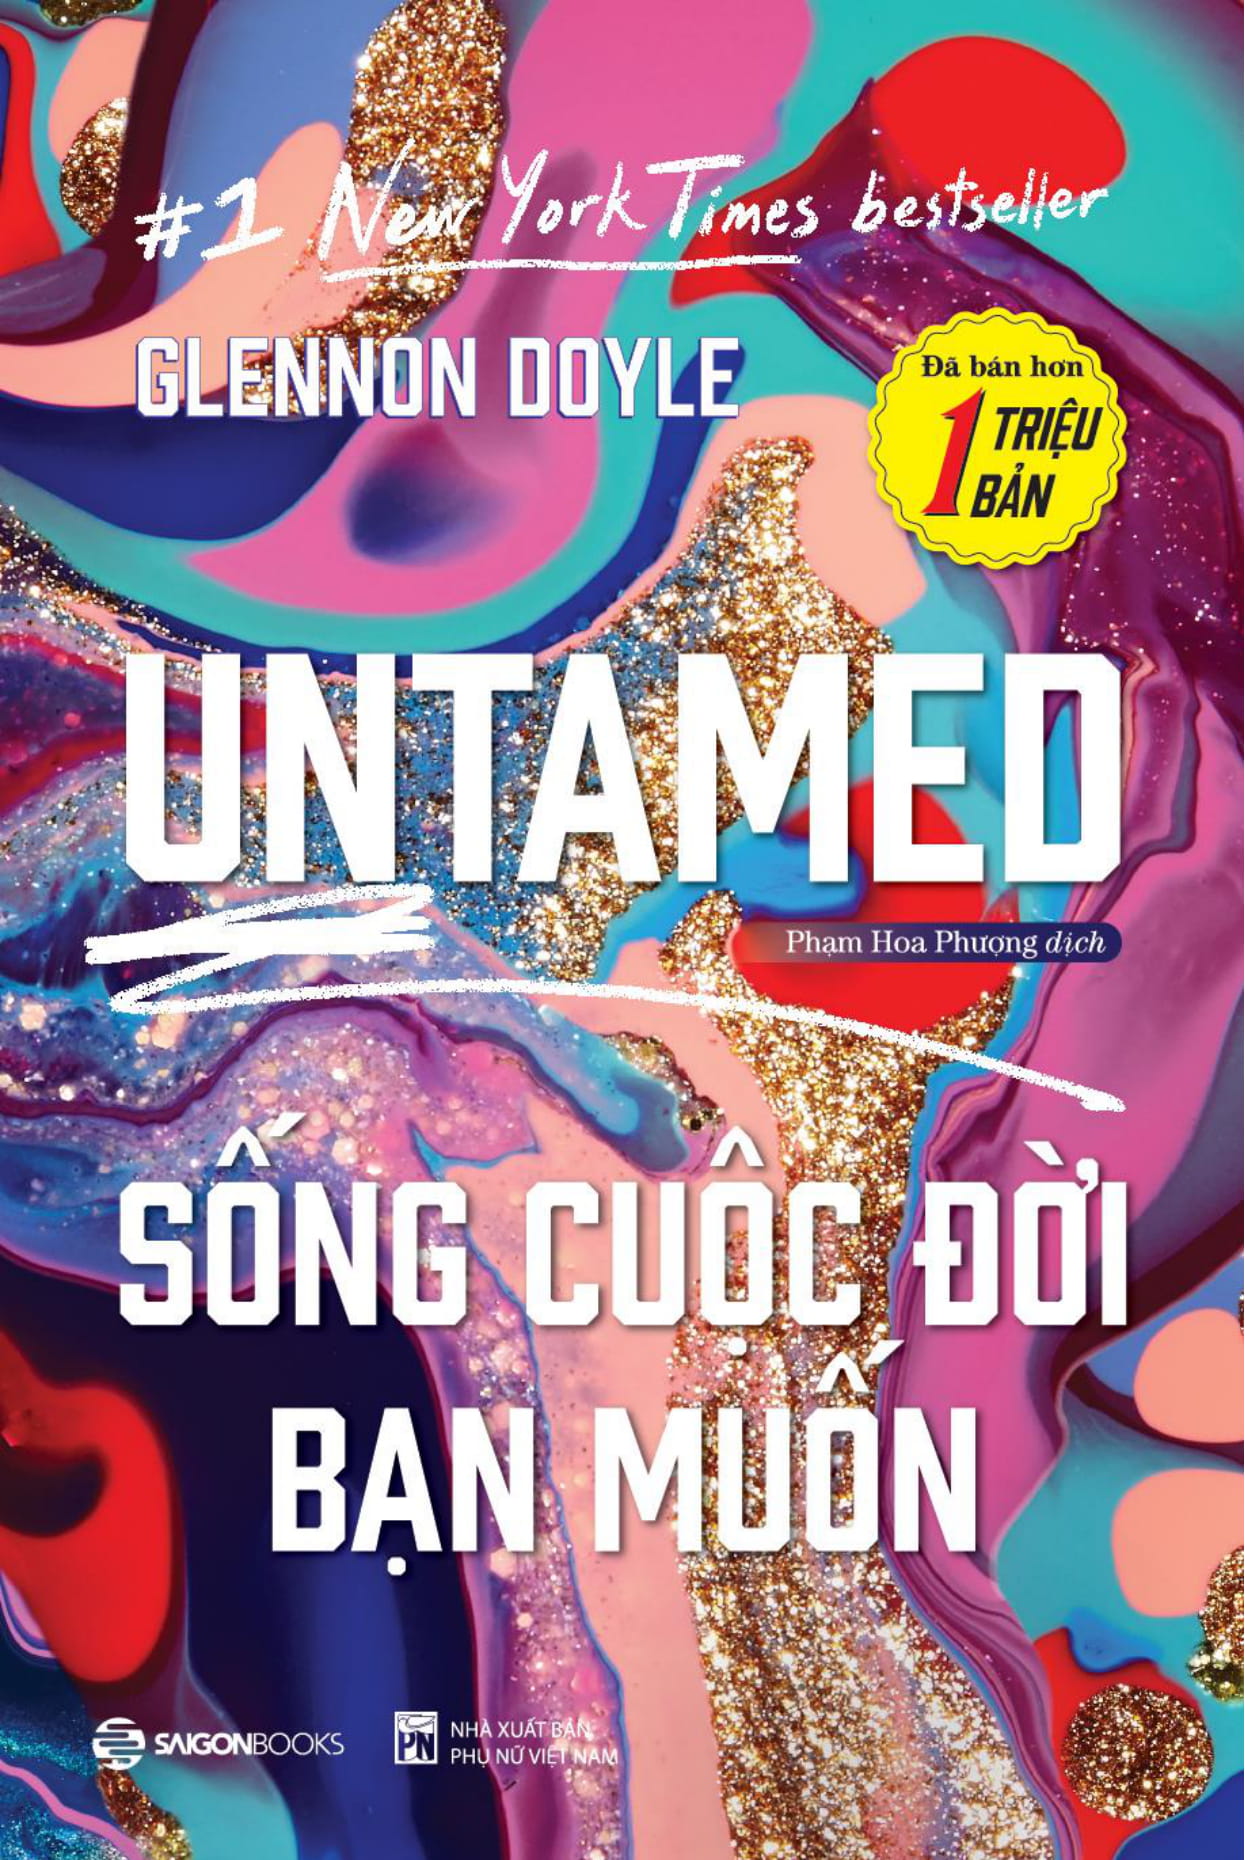 #1 New York Times bestseller
GLENNON DOYLE
Đã bán hơn
1 TRIỆU
BẢN
UNTAMED
Phạm Hoa Phượng dịch
SỐNG CUỘC ĐỜI
BẠN MUỐN
SAIGONBOOKS
PN
NHÀ XUẤT BẢN
PHỤ NỮ VIỆT NAM